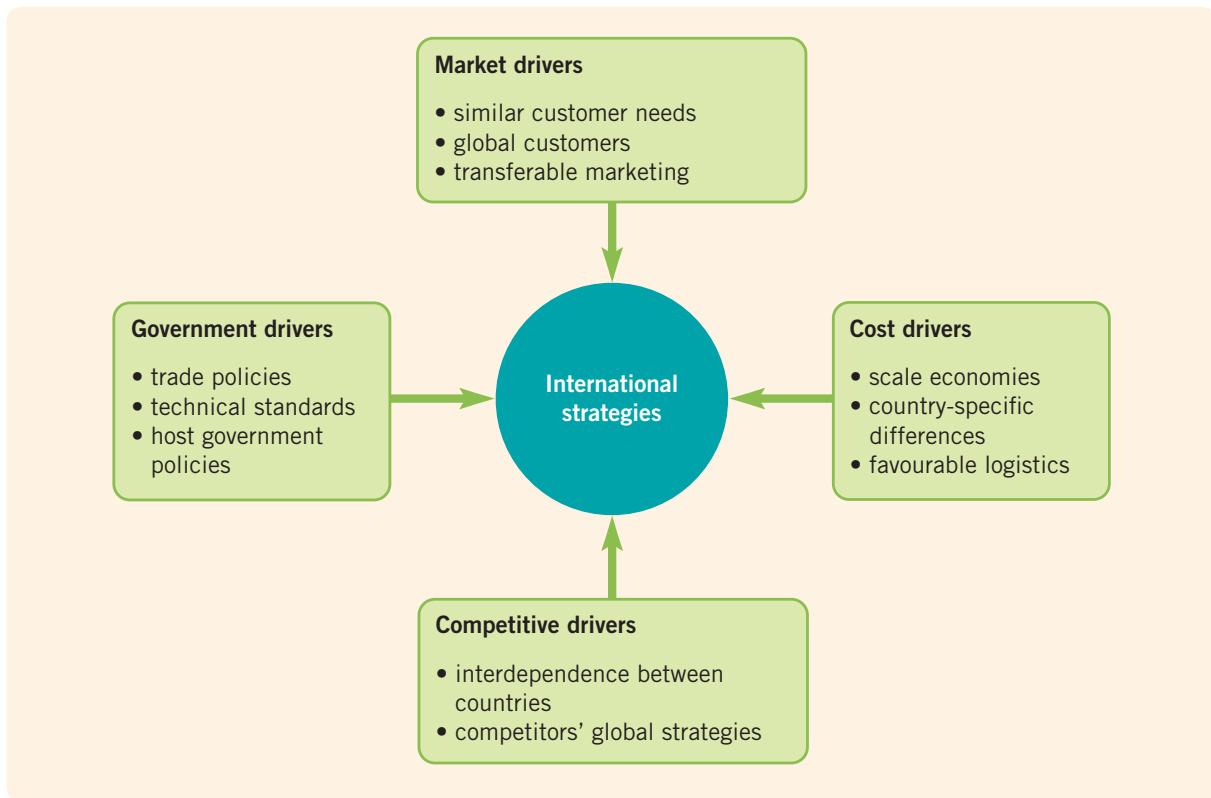 Market drivers
• similar customer needs
• global customers
• transferable marketing
Government drivers
• trade policies
• technical standards
• host government
policies
International
strategies
Cost drivers
• scale economies
• country-specific
differences
• favourable logistics
Competitive drivers
• interdependence between
countries
• competitors’ global strategies